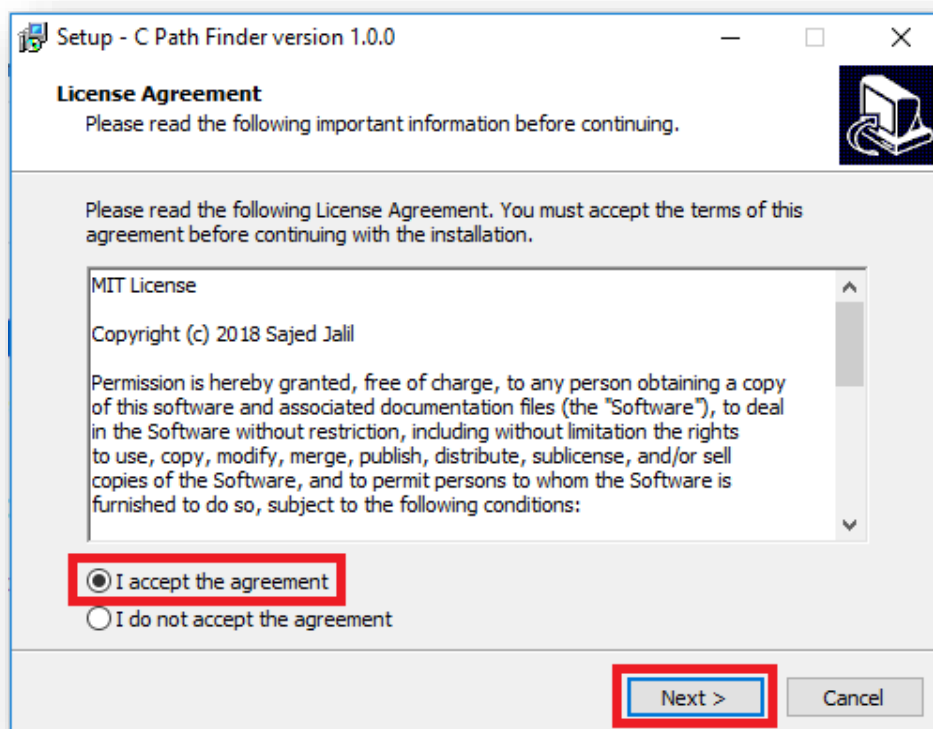 Setup - C Path Finder version 1.0.0
License Agreement
Please read the following important information before continuing.
Please read the following License Agreement. You must accept the terms of this
agreement before continuing with the installation.
MIT License
Copyright (c) 2018 Sajed Jalil
Permission is hereby granted, free of charge, to any person obtaining a copy
of this software and associated documentation files (the "Software"), to deal
in the Software without restriction, including without limitation the rights
to use, copy, modify, merge, publish, distribute, sublicense, and/or sell
copies of the Software, and to permit persons to whom the Software is
furnished to do so, subject to the following conditions:
I accept the agreement
I do not accept the agreement
Next >
Cancel